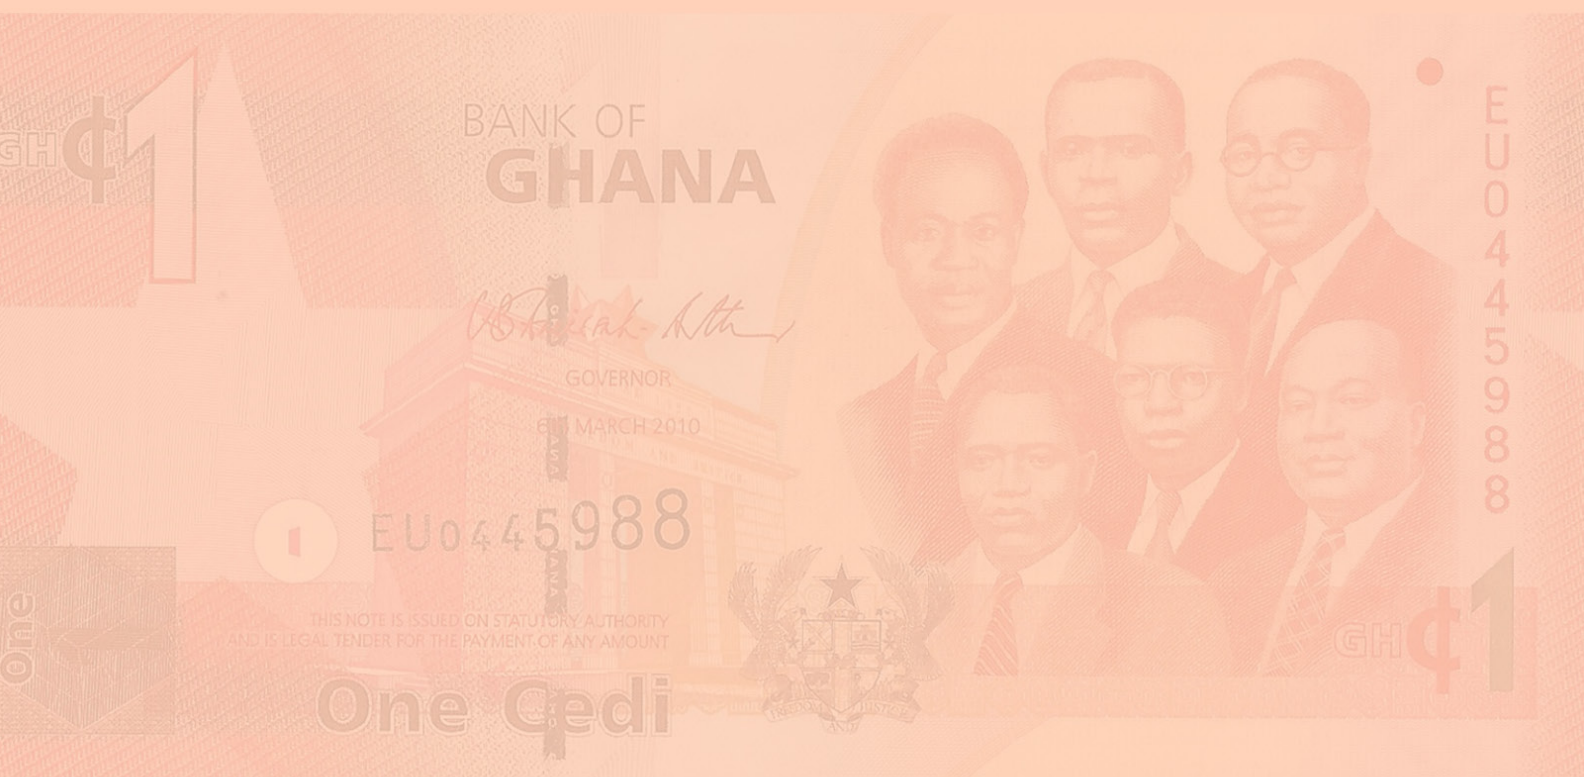 GH¢1
BANK OF
GHANA
GOVERNOR
6TH MARCH 2010
EU0445988
THIS NOTE IS ISSUED ON STATUTORY AUTHORITY
AND IS LEGAL TENDER FOR THE PAYMENT OF ANY AMOUNT
One Cedi
One
EU0445988
GH¢1